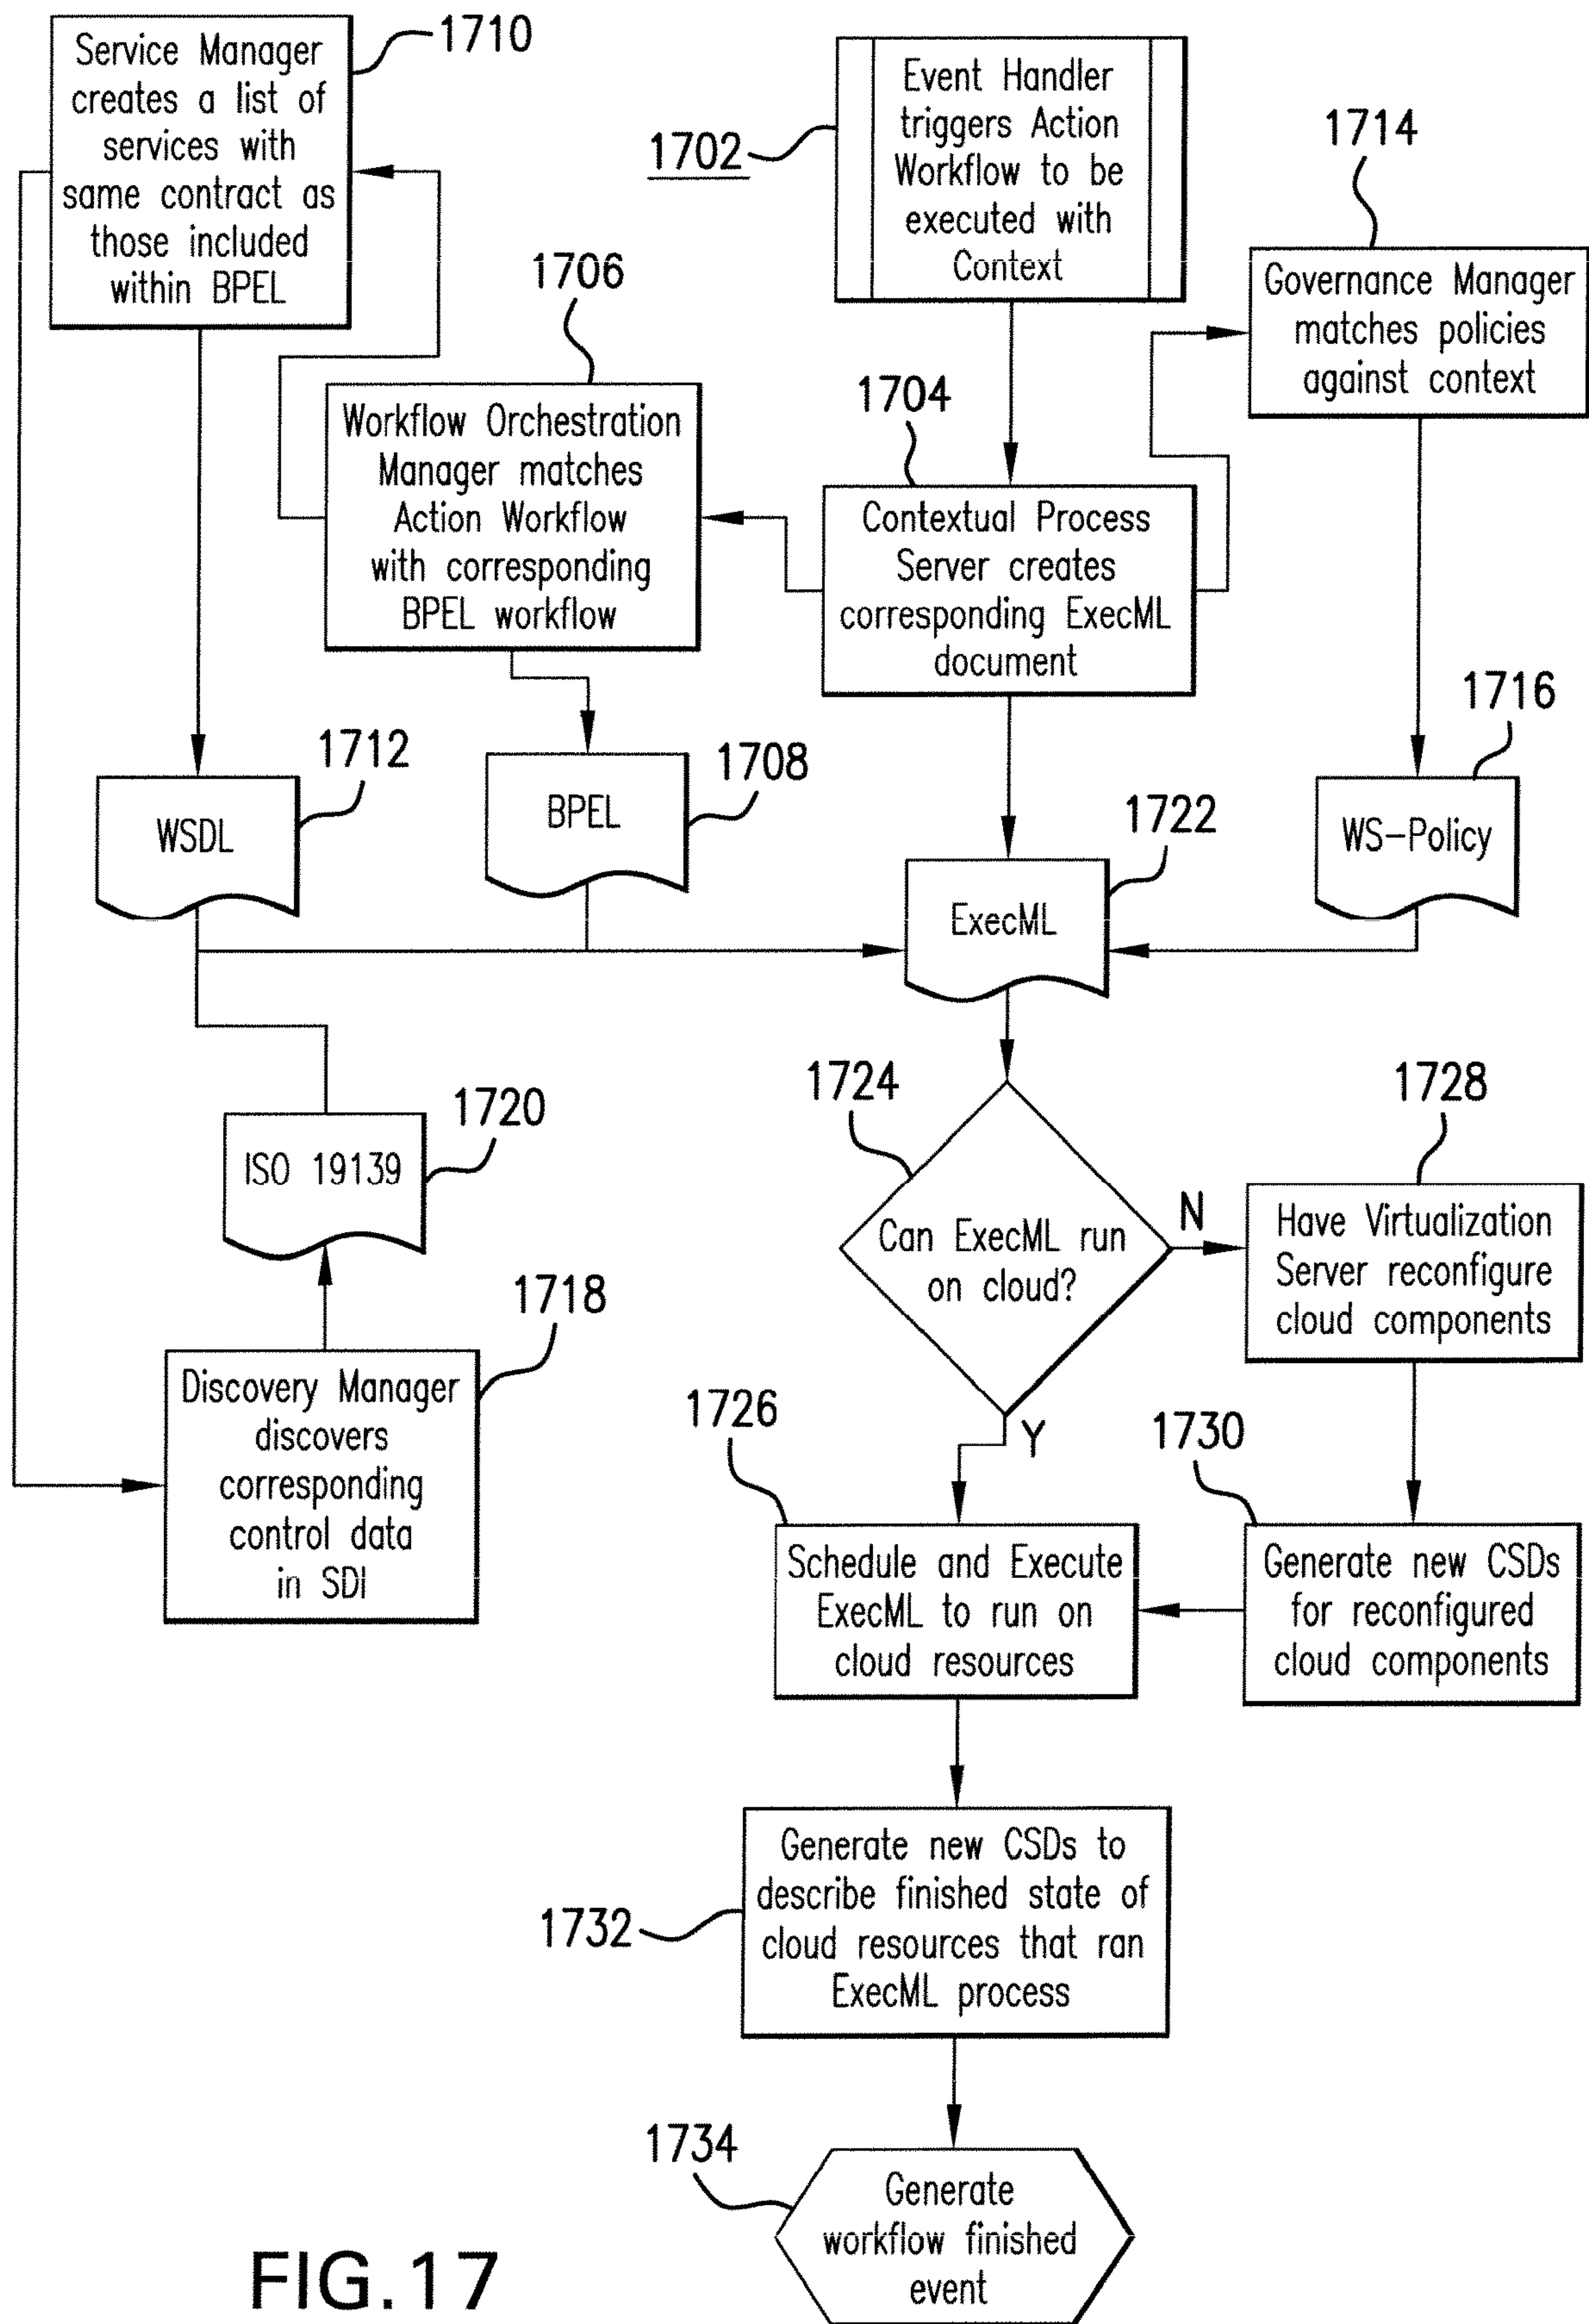 1710
Service Manager
creates a list of
services with
same contract as
those included
within BPEL
1702
Event Handler
triggers Action
Workflow to be
executed with
Context
1714
Governance Manager
matches policies
against context
1706
Workflow Orchestration
Manager matches
Action Workflow
with corresponding
BPEL workflow
1704
Contextual Process
Server creates
corresponding ExecML
document
1712
WSDL
1708
BPEL
1722
ExecML
1716
WS-Policy
1720
ISO 19139
1724
Can ExecML run
on cloud?
N
Y
1728
Have Virtualization
Server reconfigure
cloud components
1718
Discovery Manager
discovers
corresponding
control data
in SDI
1726
Schedule and Execute
ExecML to run on
cloud resources
1730
Generate new CSDs
for reconfigured
cloud components
1732
Generate new CSDs to
describe finished state of
cloud resources that ran
ExecML process
1734
Generate
workflow finished
event
FIG.17